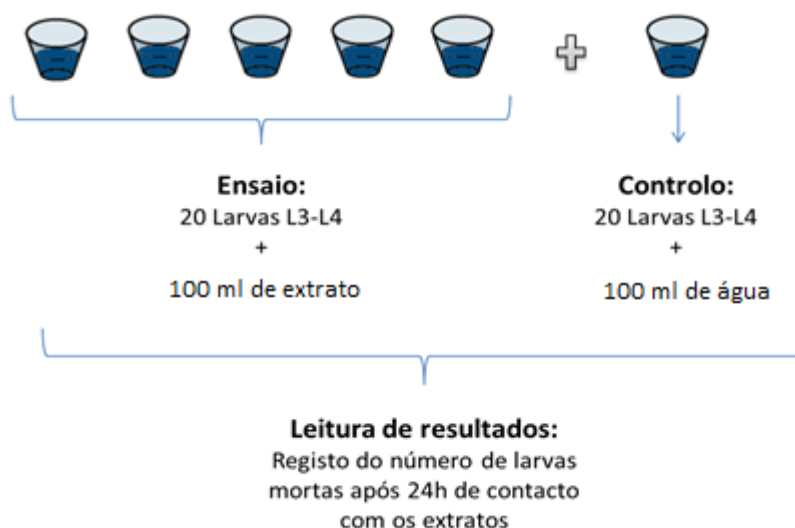 Ensaio:
20 Larvas L3-L4
+
100 ml de extrato
Controlo:
20 Larvas L3-L4
+
100 ml de água
Leitura de resultados:
Registo do número de larvas
mortas após 24h de contacto
com os extratos